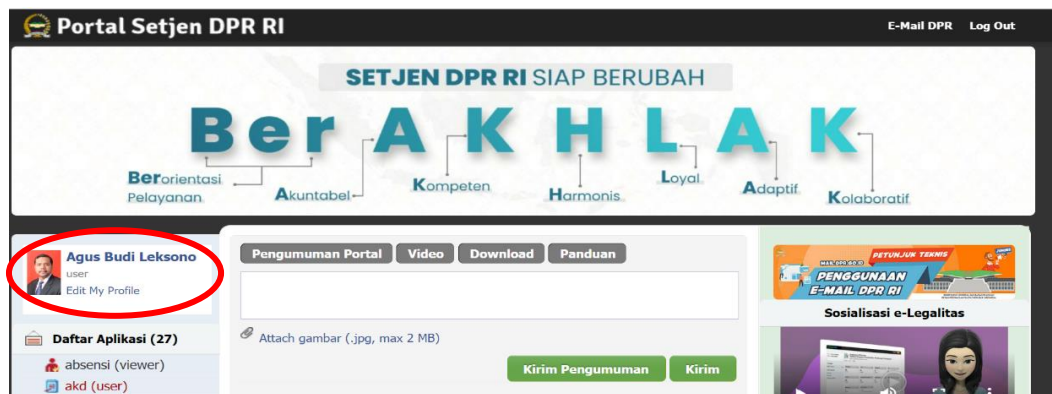 Portal Setjen DPR RI
E-Mail DPR Log Out
SETJEN DPR RI SIAP BERUBAH
BerAKHLAK
Berorientasi Pelayanan
Akuntabel
Kompeten
Harmonis
Loyal
Adaptif
Kolaboratif
Agus Budi Leksono
user
Edit My Profile
Daftar Aplikasi (27)
absensi (viewer)
akd (user)
Pengumuman Portal Video Download Panduan
Attach gambar (.jpg, max 2 MB)
Kirim Pengumuman Kirim
PETUNJUK TEKNIS
PENGGUNAAN
E-MAIL DPR RI
Sosialisasi e-Legalitas